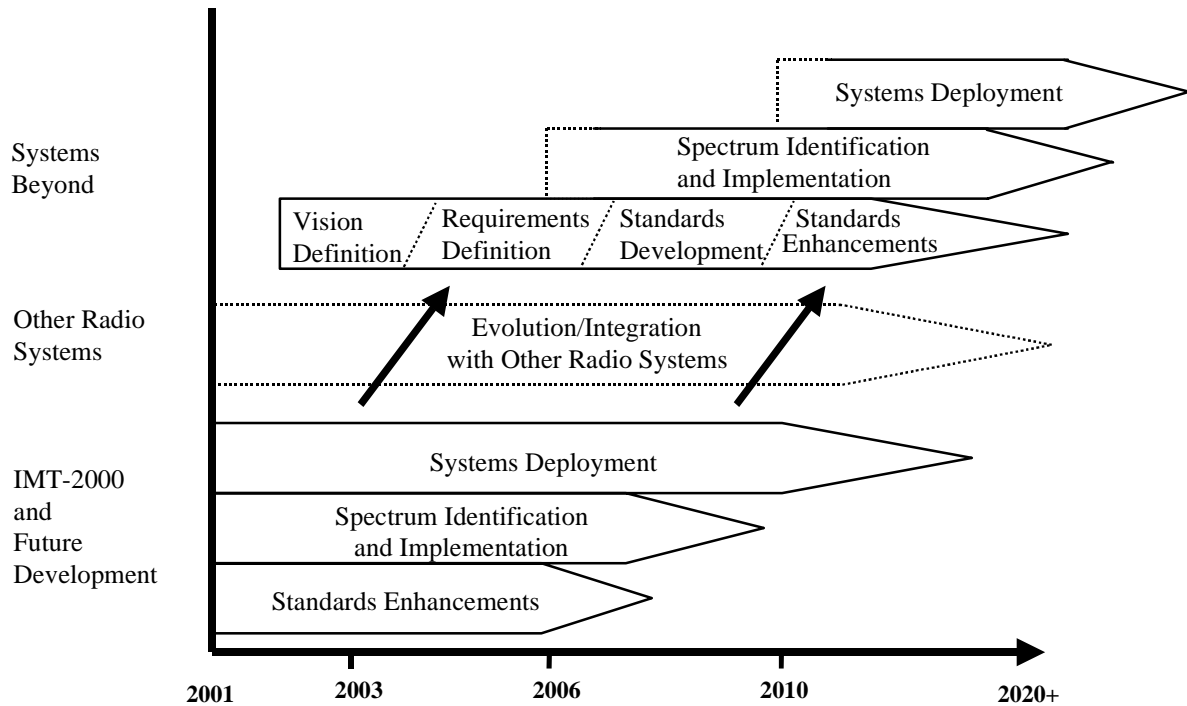 Systems Deployment
Systems
Beyond
Spectrum Identification
and Implementation
Vision
Definition
Requirements
Definition
Standards
Development
Standards
Enhancements
Other Radio
Systems
Evolution/Integration
with Other Radio Systems
IMT-2000
and
Future
Development
Systems Deployment
Spectrum Identification
and Implementation
Standards Enhancements
2001
2003
2006
2010
2020+